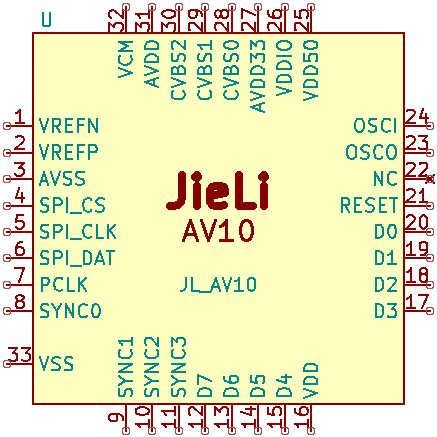 U
32 31 30 29 28 27 26 25
VCM AVDD CVBS2 CVBS1 CVBS0 AVDD33 VDDIO VDD50
1 VREFN OSCI 24
2 VREFP OSCO 23
3 AVSS NC 22
4 SPI_CS RESET 21
5 SPI_CLK D0 20
6 SPI_DAT D1 19
7 PCLK D2 18
8 SYNC0 D3 17
JieLi
AV10
JL_AV10
33 VSS
SYNC1 SYNC2 SYNC3 D7 D6 D5 D4 VDD
9 10 11 12 13 14 15 16